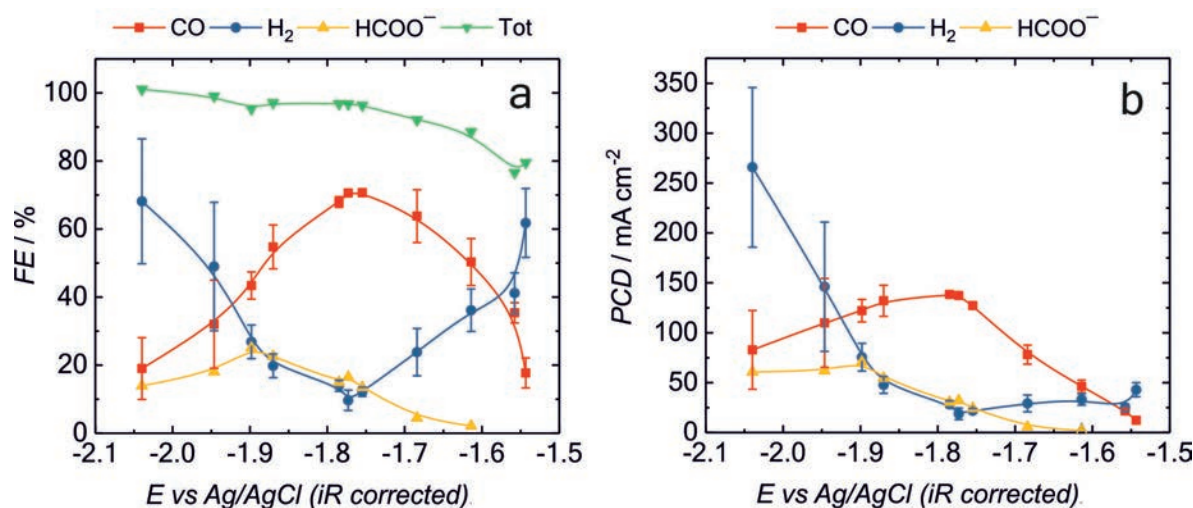 CO H₂ HCOO⁻ Tot
a
100
80
60
40
20
0
FE / %
-2.1 -2.0 -1.9 -1.8 -1.7 -1.6 -1.5
E vs Ag/AgCl (iR corrected)
CO H₂ HCOO⁻
b
350
300
250
200
150
100
50
0
PCD / mA cm⁻²
-2.1 -2.0 -1.9 -1.8 -1.7 -1.6 -1.5
E vs Ag/AgCl (iR corrected)